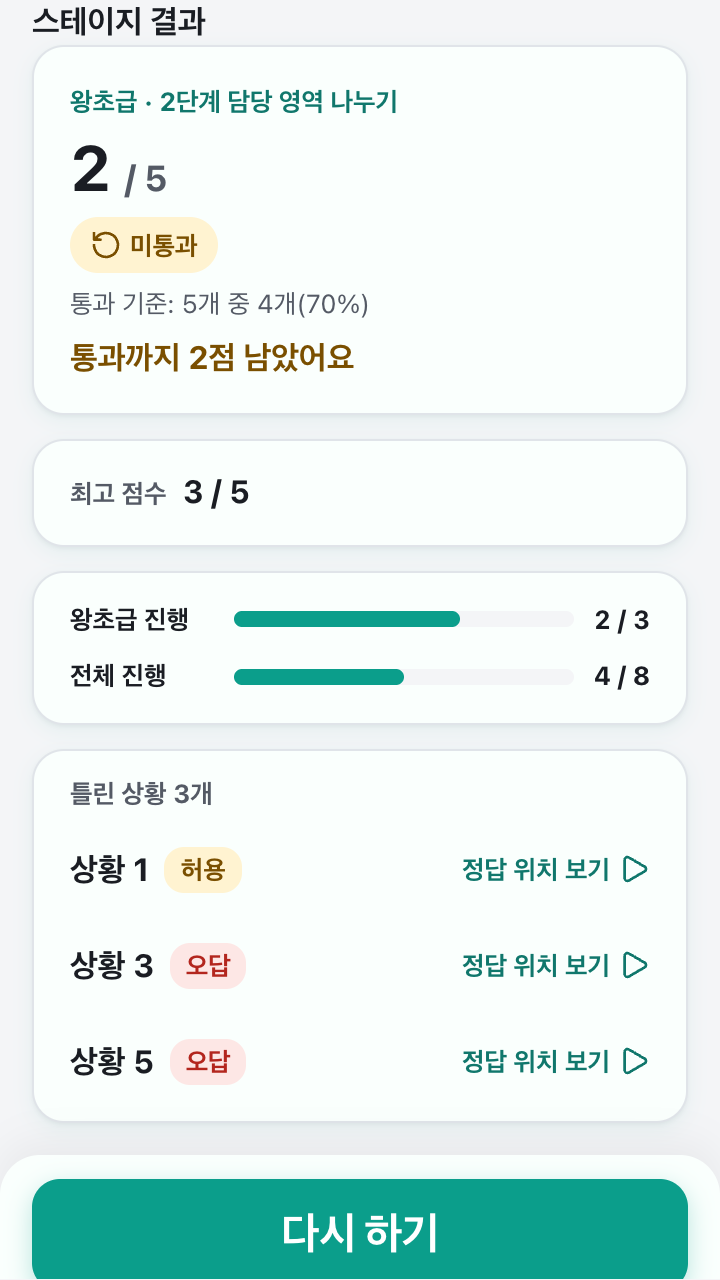 스테이지 결과
왕초급 · 2단계 담당 영역 나누기
2 / 5
미통과
통과 기준: 5개 중 4개(70%)
통과까지 2점 남았어요
최고 점수 3 / 5
왕초급 진행 2 / 3
전체 진행 4 / 8
틀린 상황 3개
상황 1 허용 정답 위치 보기
상황 3 오답 정답 위치 보기
상황 5 오답 정답 위치 보기
다시 하기